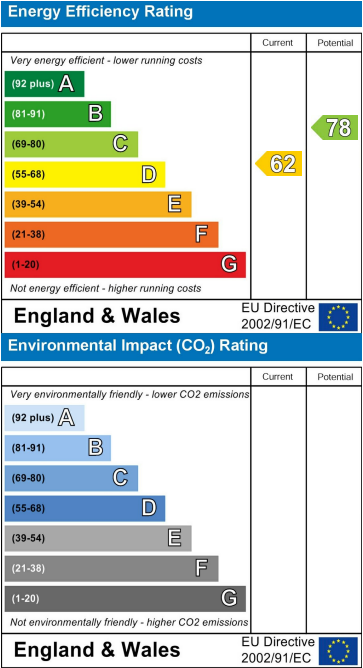 Energy Efficiency Rating
Current Potential
Very energy efficient - lower running costs
(92 plus) A
(81-91) B
(69-80) C
(55-68) D
(39-54) E
(21-38) F
(1-20) G
78
62
Not energy efficient - higher running costs
England & Wales
EU Directive
2002/91/EC
Environmental Impact (CO₂) Rating
Current Potential
Very environmentally friendly - lower CO2 emissions
(92 plus) A
(81-91) B
(69-80) C
(55-68) D
(39-54) E
(21-38) F
(1-20) G
Not environmentally friendly - higher CO2 emissions
England & Wales
EU Directive
2002/91/EC